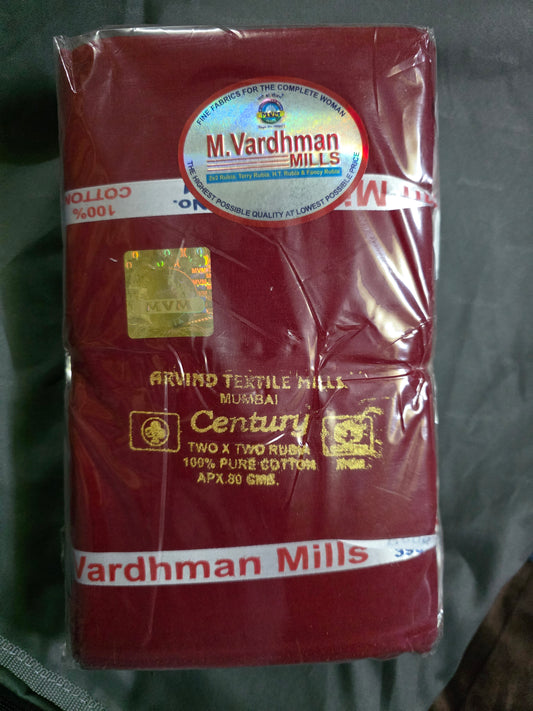 FINE FABRICS FOR THE COMPLETE WOMAN
M.Vardhman
MILLS
2x2 Rubia, Terry Rubia, H.T. Rubia & Fancy Rubia
THE HIGHEST POSSIBLE QUALITY AT LOWEST POSSIBLE PRICE
100%
COTTON
No.
MVM
ARVIND TEXTILE MILLS
MUMBAI
Century
TWO X TWO RUBIA
100% PURE COTTON
APX.80 GMS.
Vardhman Mills